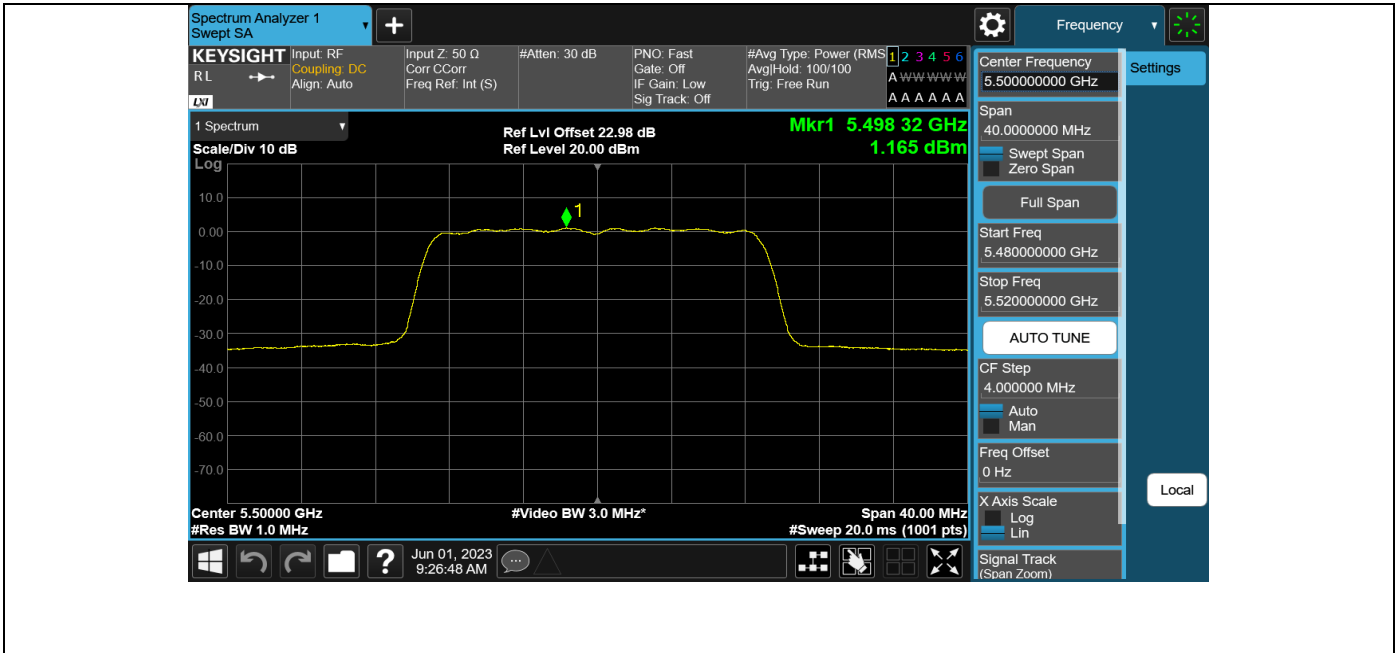 Spectrum Analyzer 1
Swept SA
+
Frequency
KEYSIGHT
RL
LXI
Input: RF
Coupling: DC
Align: Auto
Input Z: 50 Ω
Corr CCorr
Freq Ref: Int (S)
#Atten: 30 dB
PNO: Fast
Gate: Off
IF Gain: Low
Sig Track: Off
#Avg Type: Power (RMS
Avg|Hold: 100/100
Trig: Free Run
1 2 3 4 5 6
A W W W W W
A A A A A A
1 Spectrum
Scale/Div 10 dB
Log
Ref Lvl Offset 22.98 dB
Ref Level 20.00 dBm
Mkr1 5.498 32 GHz
1.165 dBm
1
10.0
0.00
-10.0
-20.0
-30.0
-40.0
-50.0
-60.0
-70.0
Center 5.50000 GHz
#Res BW 1.0 MHz
#Video BW 3.0 MHz*
Span 40.00 MHz
#Sweep 20.0 ms (1001 pts)
?
Jun 01, 2023
9:26:48 AM
Center Frequency
5.500000000 GHz
Span
40.0000000 MHz
Swept Span
Zero Span
Full Span
Start Freq
5.480000000 GHz
Stop Freq
5.520000000 GHz
AUTO TUNE
CF Step
4.000000 MHz
Auto
Man
Freq Offset
0 Hz
X Axis Scale
Log
Lin
Signal Track
(Span Zoom)
Settings
Local